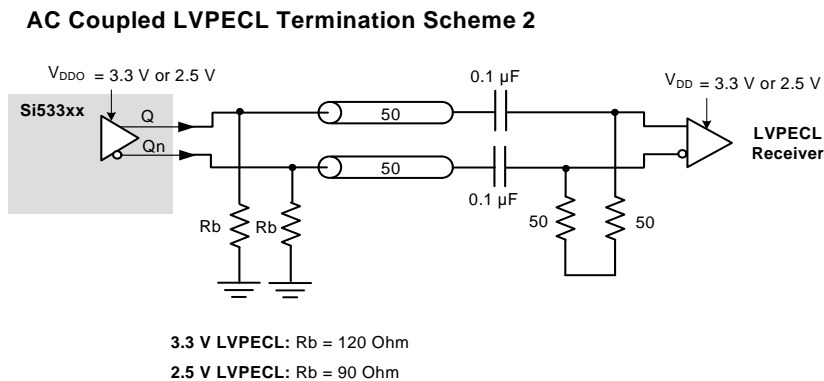 AC Coupled LVPECL Termination Scheme 2
VDDO = 3.3 V or 2.5 V
0.1 µF
VDD = 3.3 V or 2.5 V
Si533xx
Q
50
Qn
LVPECL
Receiver
50
0.1 µF
Rb
Rb
50
50
3.3 V LVPECL: Rb = 120 Ohm
2.5 V LVPECL: Rb = 90 Ohm